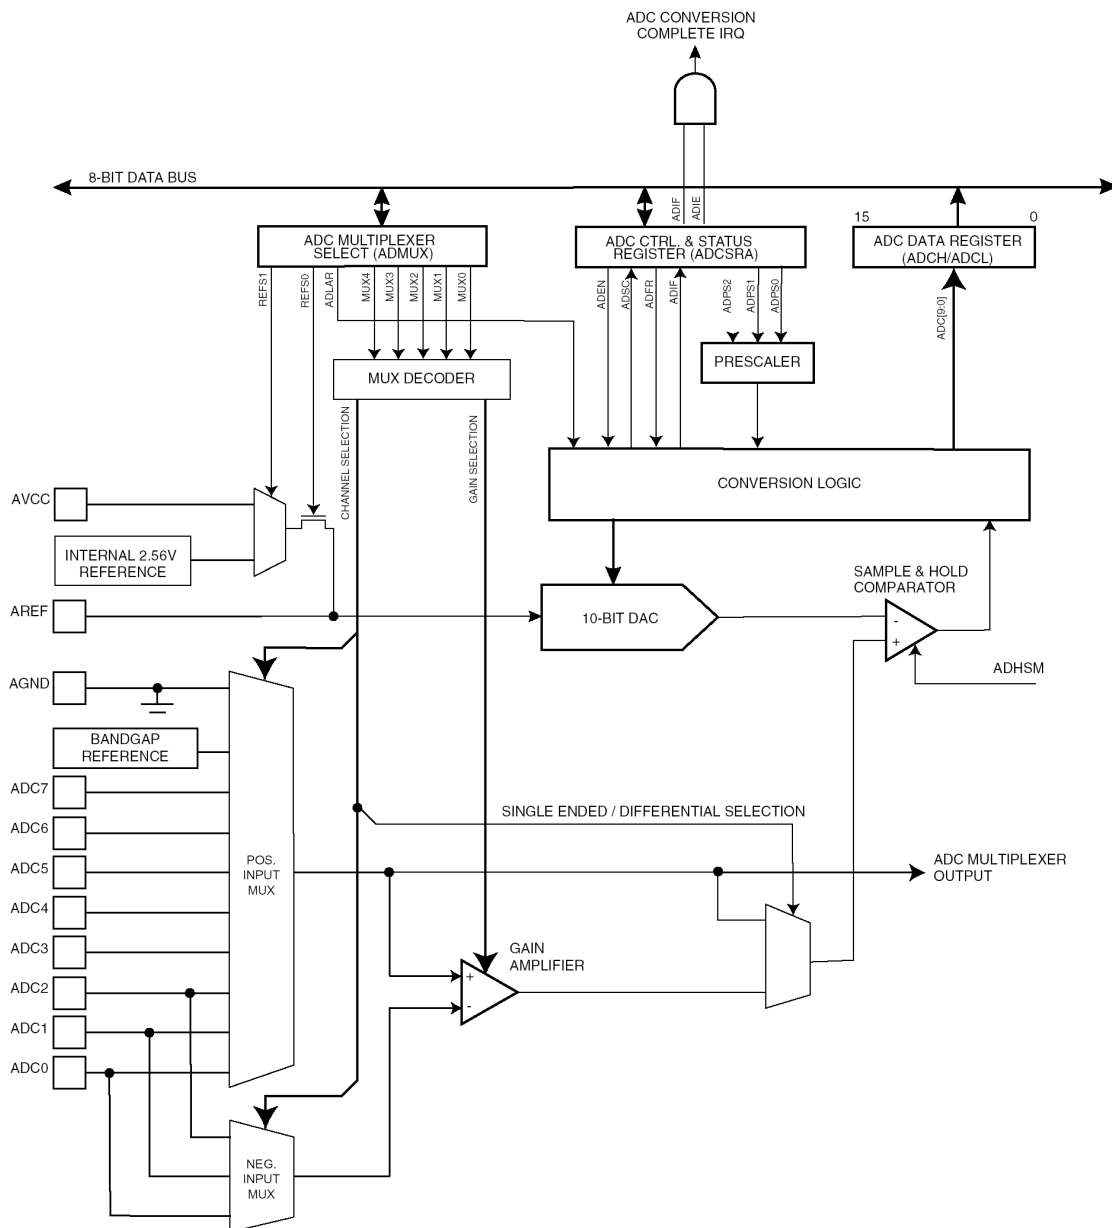 ADC CONVERSION
COMPLETE IRQ
8-BIT DATA BUS
ADIF
ADIE
15
0
ADC MULTIPLEXER
SELECT (ADMUX)
ADC CTRL. & STATUS
REGISTER (ADCSRA)
ADC DATA REGISTER
(ADCH/ADCL)
REFS1
REFS0
ADLAR
MUX4
MUX3
MUX2
MUX1
MUX0
ADEN
ADSC
ADFR
ADIF
ADPS2
ADPS1
ADPS0
ADC[9:0]
MUX DECODER
PRESCALER
CHANNEL SELECTION
GAIN SELECTION
CONVERSION LOGIC
AVCC
INTERNAL 2.56V
REFERENCE
SAMPLE & HOLD
COMPARATOR
AREF
10-BIT DAC
-
+
AGND
ADHSM
BANDGAP
REFERENCE
ADC7
SINGLE ENDED / DIFFERENTIAL SELECTION
ADC6
ADC5
POS.
INPUT
MUX
ADC MULTIPLEXER
OUTPUT
ADC4
ADC3
GAIN
AMPLIFIER
+
-
ADC2
ADC1
ADC0
NEG.
INPUT
MUX